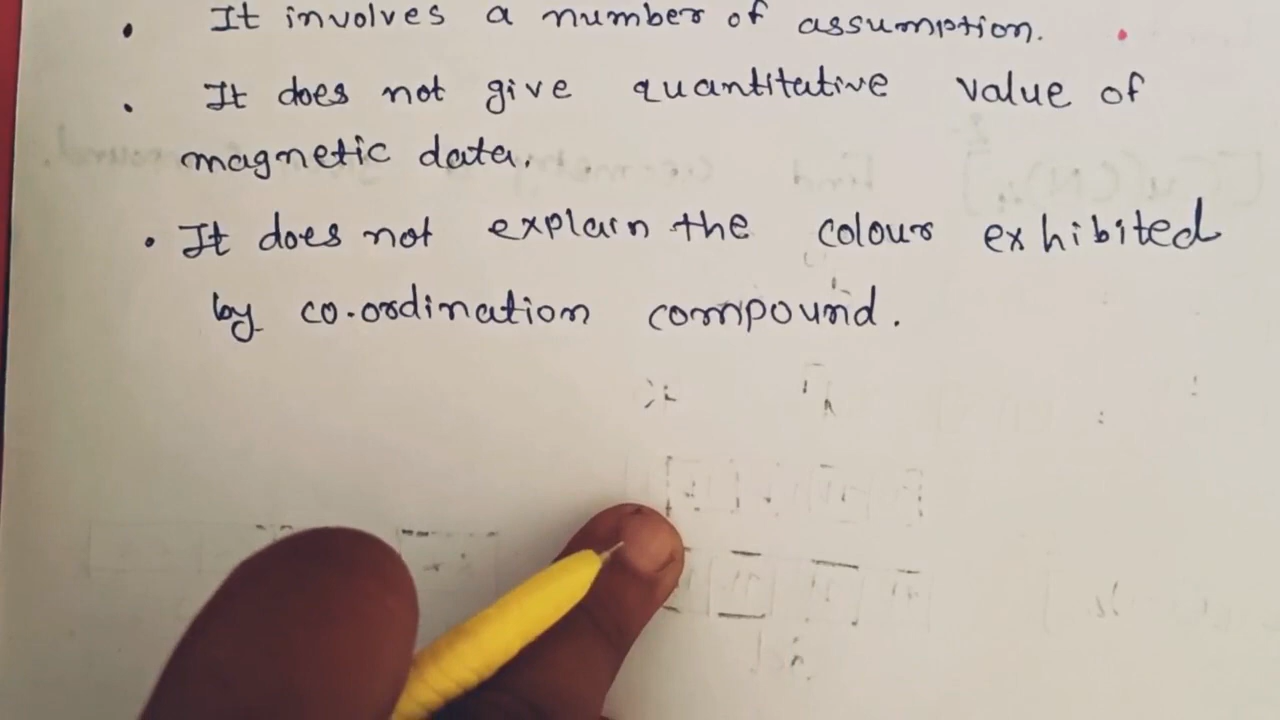 • It involves a number of assumption.
• It does not give quantitative value of
magnetic data.
• It does not explain the colour exhibited
by co.ordination compound.